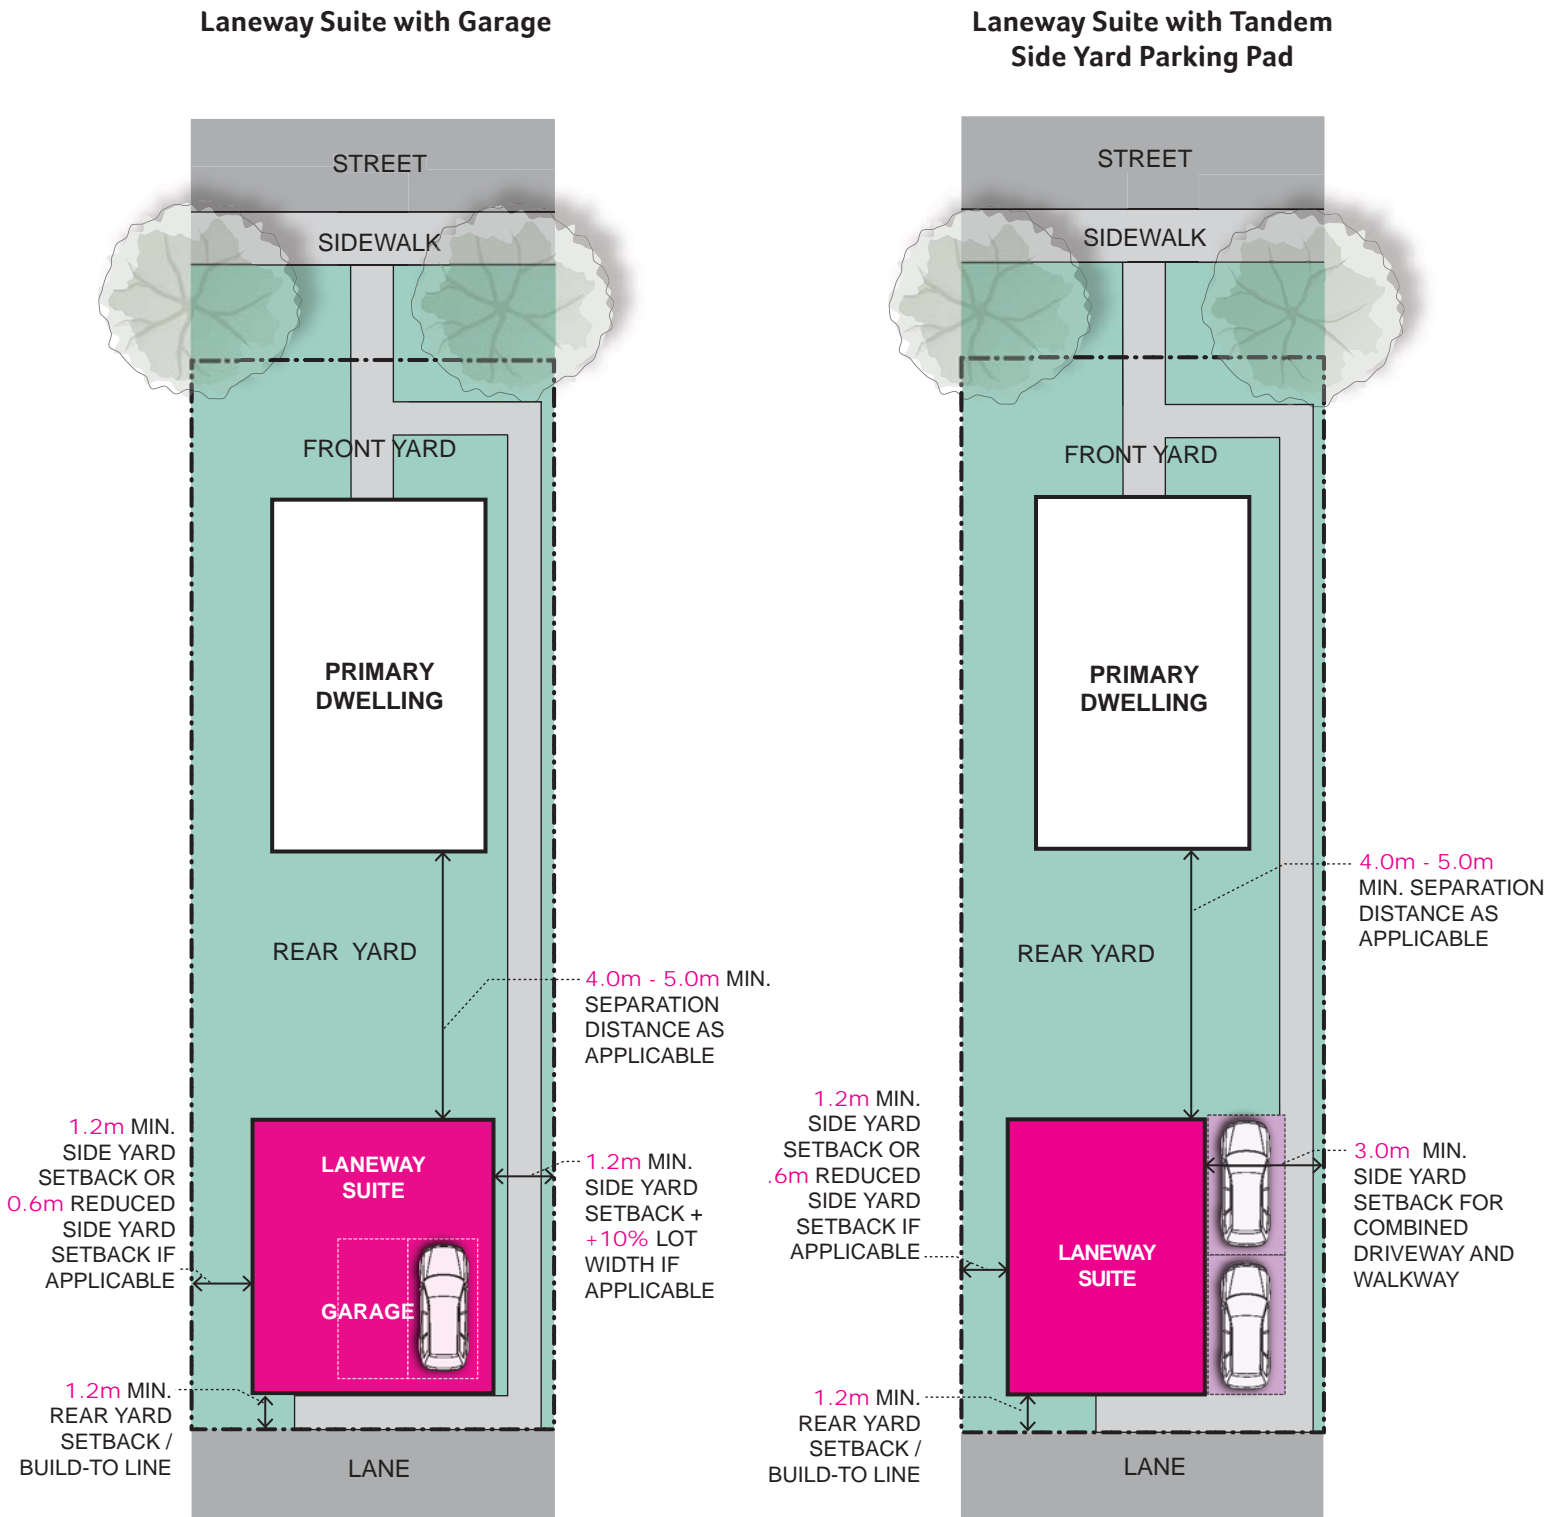 Laneway Suite with Garage
STREET
SIDEWALK
FRONT YARD
PRIMARY
DWELLING
REAR YARD
4.0m - 5.0m MIN.
SEPARATION
DISTANCE AS
APPLICABLE
1.2m MIN.
SIDE YARD
SETBACK OR
0.6m REDUCED
SIDE YARD
SETBACK IF
APPLICABLE
LANEWAY
SUITE
GARAGE
1.2m MIN.
SIDE YARD
SETBACK +
+10% LOT
WIDTH IF
APPLICABLE
1.2m MIN.
REAR YARD
SETBACK /
BUILD-TO LINE
LANE
Laneway Suite with Tandem
Side Yard Parking Pad
STREET
SIDEWALK
FRONT YARD
PRIMARY
DWELLING
4.0m - 5.0m
MIN. SEPARATION
DISTANCE AS
APPLICABLE
REAR YARD
1.2m MIN.
SIDE YARD
SETBACK OR
.6m REDUCED
SIDE YARD
SETBACK IF
APPLICABLE
LANEWAY
SUITE
3.0m MIN.
SIDE YARD
SETBACK FOR
COMBINED
DRIVEWAY AND
WALKWAY
1.2m MIN.
REAR YARD
SETBACK /
BUILD-TO LINE
LANE